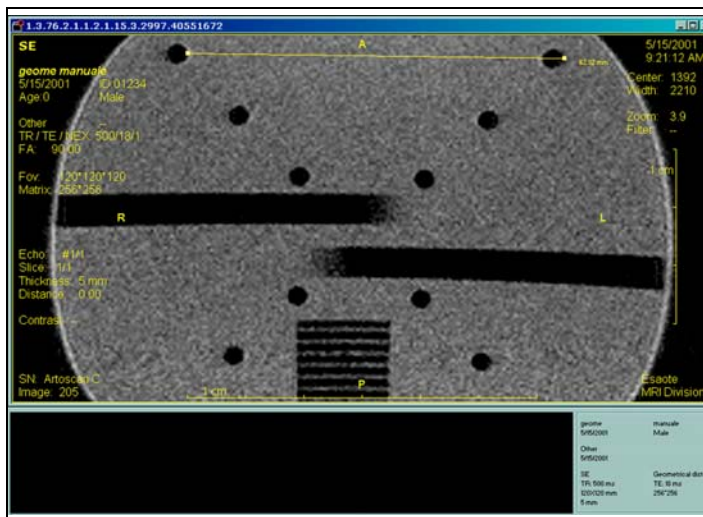 1.3.76.2.1.1.2.1.15.3.2997.40551672
SE
A
5/15/2001
9:21:12 AM
geome manuale
5/15/2001 ID 01234
Age 0 Male
Center: 1392
Width: 2210
Other --
TR / TE / NEX: 500/18/1
FA: 90.00
Zoom: 3.9
Filter: --
Fov: 120*120*120
Matrix: 256*256
1 cm
R
L
Echo: #1/1
Slice: 1/1
Thickness: 5 mm
Distance: 0.00
Contrast: --
SN: Artoscan C
Image: 205
1 cm
P
Esaote
MRI Division
geome manuale
5/15/2001 Male
Other
5/15/2001
SE Geometrical dist
TR: 500 ms TE: 18 ms
120X120 mm 256*256
5 mm